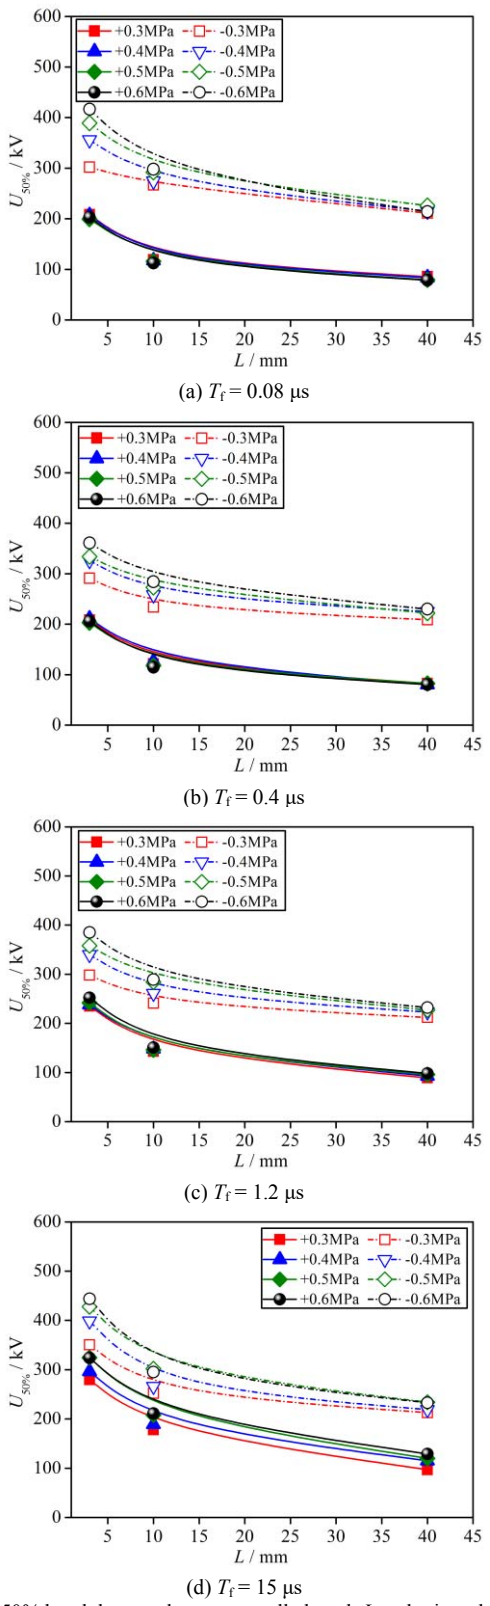 600
500
400
300
200
100
0
U50% / kV
+0.3MPa -0.3MPa
+0.4MPa -0.4MPa
+0.5MPa -0.5MPa
+0.6MPa -0.6MPa
5 10 15 20 25 30 35 40 45
L / mm
(a) Tf = 0.08 μs
600
500
400
300
200
100
0
U50% / kV
+0.3MPa -0.3MPa
+0.4MPa -0.4MPa
+0.5MPa -0.5MPa
+0.6MPa -0.6MPa
5 10 15 20 25 30 35 40 45
L / mm
(b) Tf = 0.4 μs
600
500
400
300
200
100
0
U50% / kV
+0.3MPa -0.3MPa
+0.4MPa -0.4MPa
+0.5MPa -0.5MPa
+0.6MPa -0.6MPa
5 10 15 20 25 30 35 40 45
L / mm
(c) Tf = 1.2 μs
600
500
400
300
200
100
0
U50% / kV
+0.3MPa -0.3MPa
+0.4MPa -0.4MPa
+0.5MPa -0.5MPa
+0.6MPa -0.6MPa
5 10 15 20 25 30 35 40 45
L / mm
(d) Tf = 15 μs